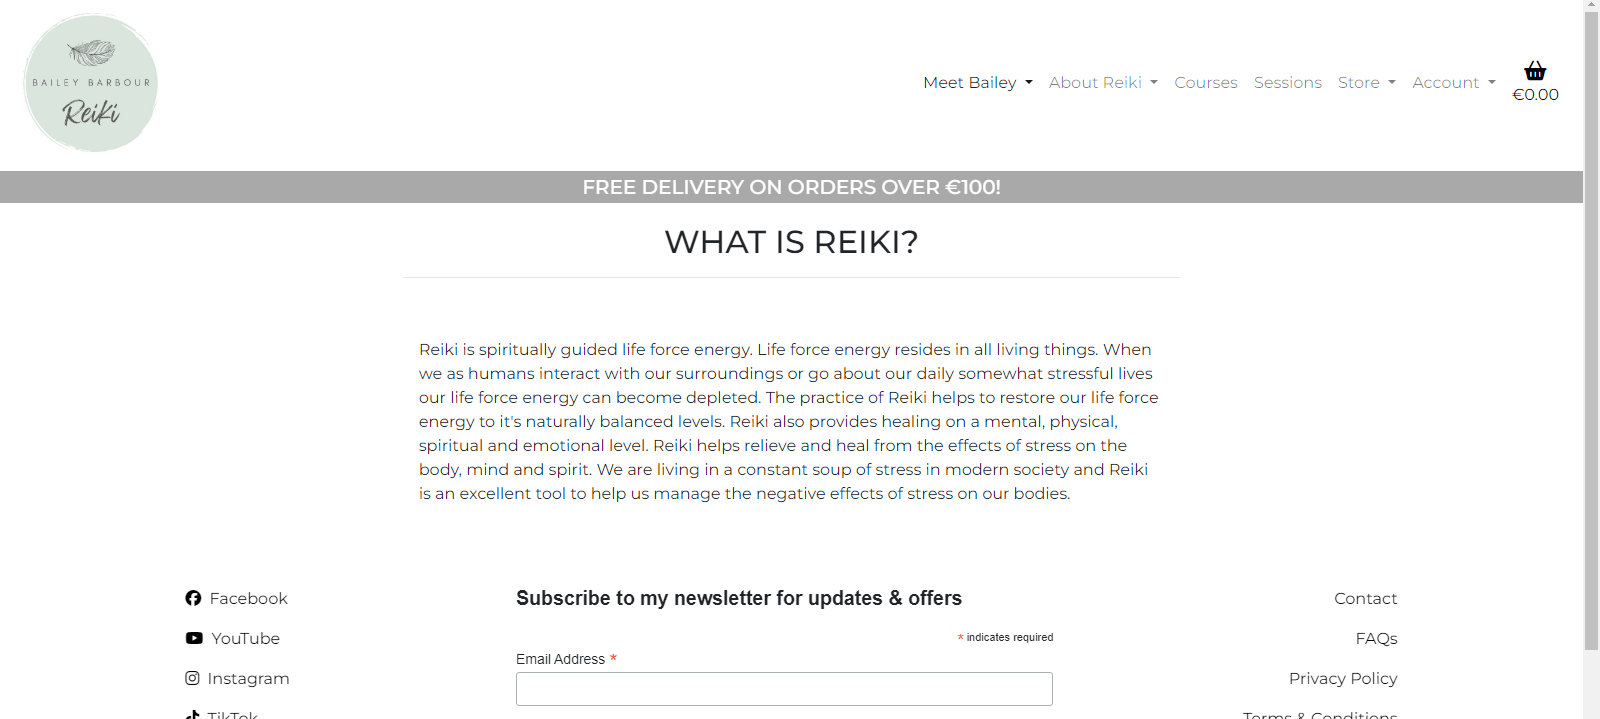 BAILEY BARBOUR
Reiki
Meet Bailey
About Reiki
Courses
Sessions
Store
Account
€0.00
FREE DELIVERY ON ORDERS OVER €100!
WHAT IS REIKI?
Reiki is spiritually guided life force energy. Life force energy resides in all living things. When
we as humans interact with our surroundings or go about our daily somewhat stressful lives
our life force energy can become depleted. The practice of Reiki helps to restore our life force
energy to it's naturally balanced levels. Reiki also provides healing on a mental, physical,
spiritual and emotional level. Reiki helps relieve and heal from the effects of stress on the
body, mind and spirit. We are living in a constant soup of stress in modern society and Reiki
is an excellent tool to help us manage the negative effects of stress on our bodies.
Facebook
YouTube
Instagram
TikTok
Subscribe to my newsletter for updates & offers
* indicates required
Email Address *
Contact
FAQs
Privacy Policy
Terms & Conditions